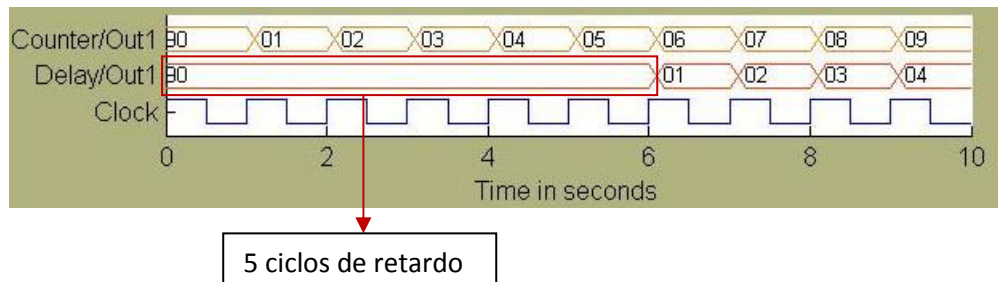 Counter/Out1 00 01 02 03 04 05 06 07 08 09
Delay/Out1 00 01 02 03 04
Clock
0 2 4 6 8 10
Time in seconds
5 ciclos de retardo